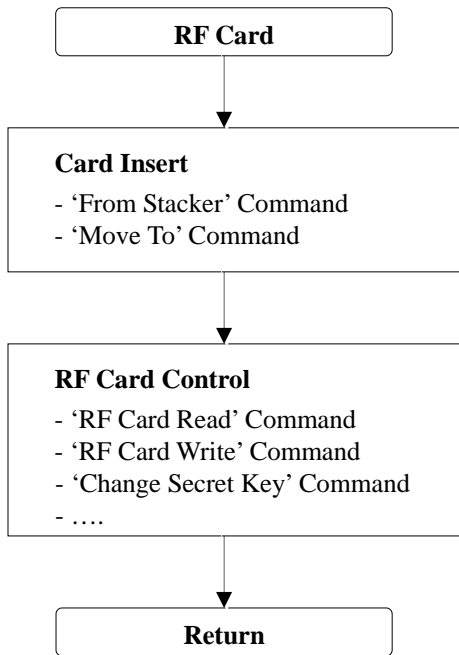 RF Card
Card Insert
- ‘From Stacker’ Command
- ‘Move To’ Command
RF Card Control
- ‘RF Card Read’ Command
- ‘RF Card Write’ Command
- ‘Change Secret Key’ Command
- ….
Return